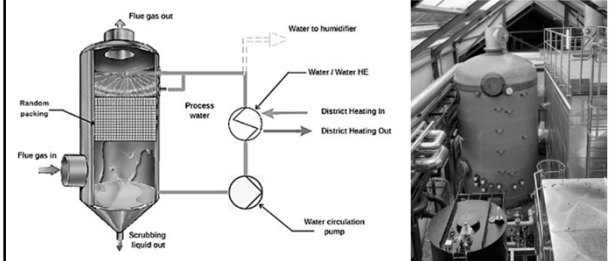 Flue gas out
Water to humidifier
Water / Water HE
Random
packing
Process
water
District Heating In
District Heating Out
Flue gas in
Water circulation
pump
Scrubbing
liquid out